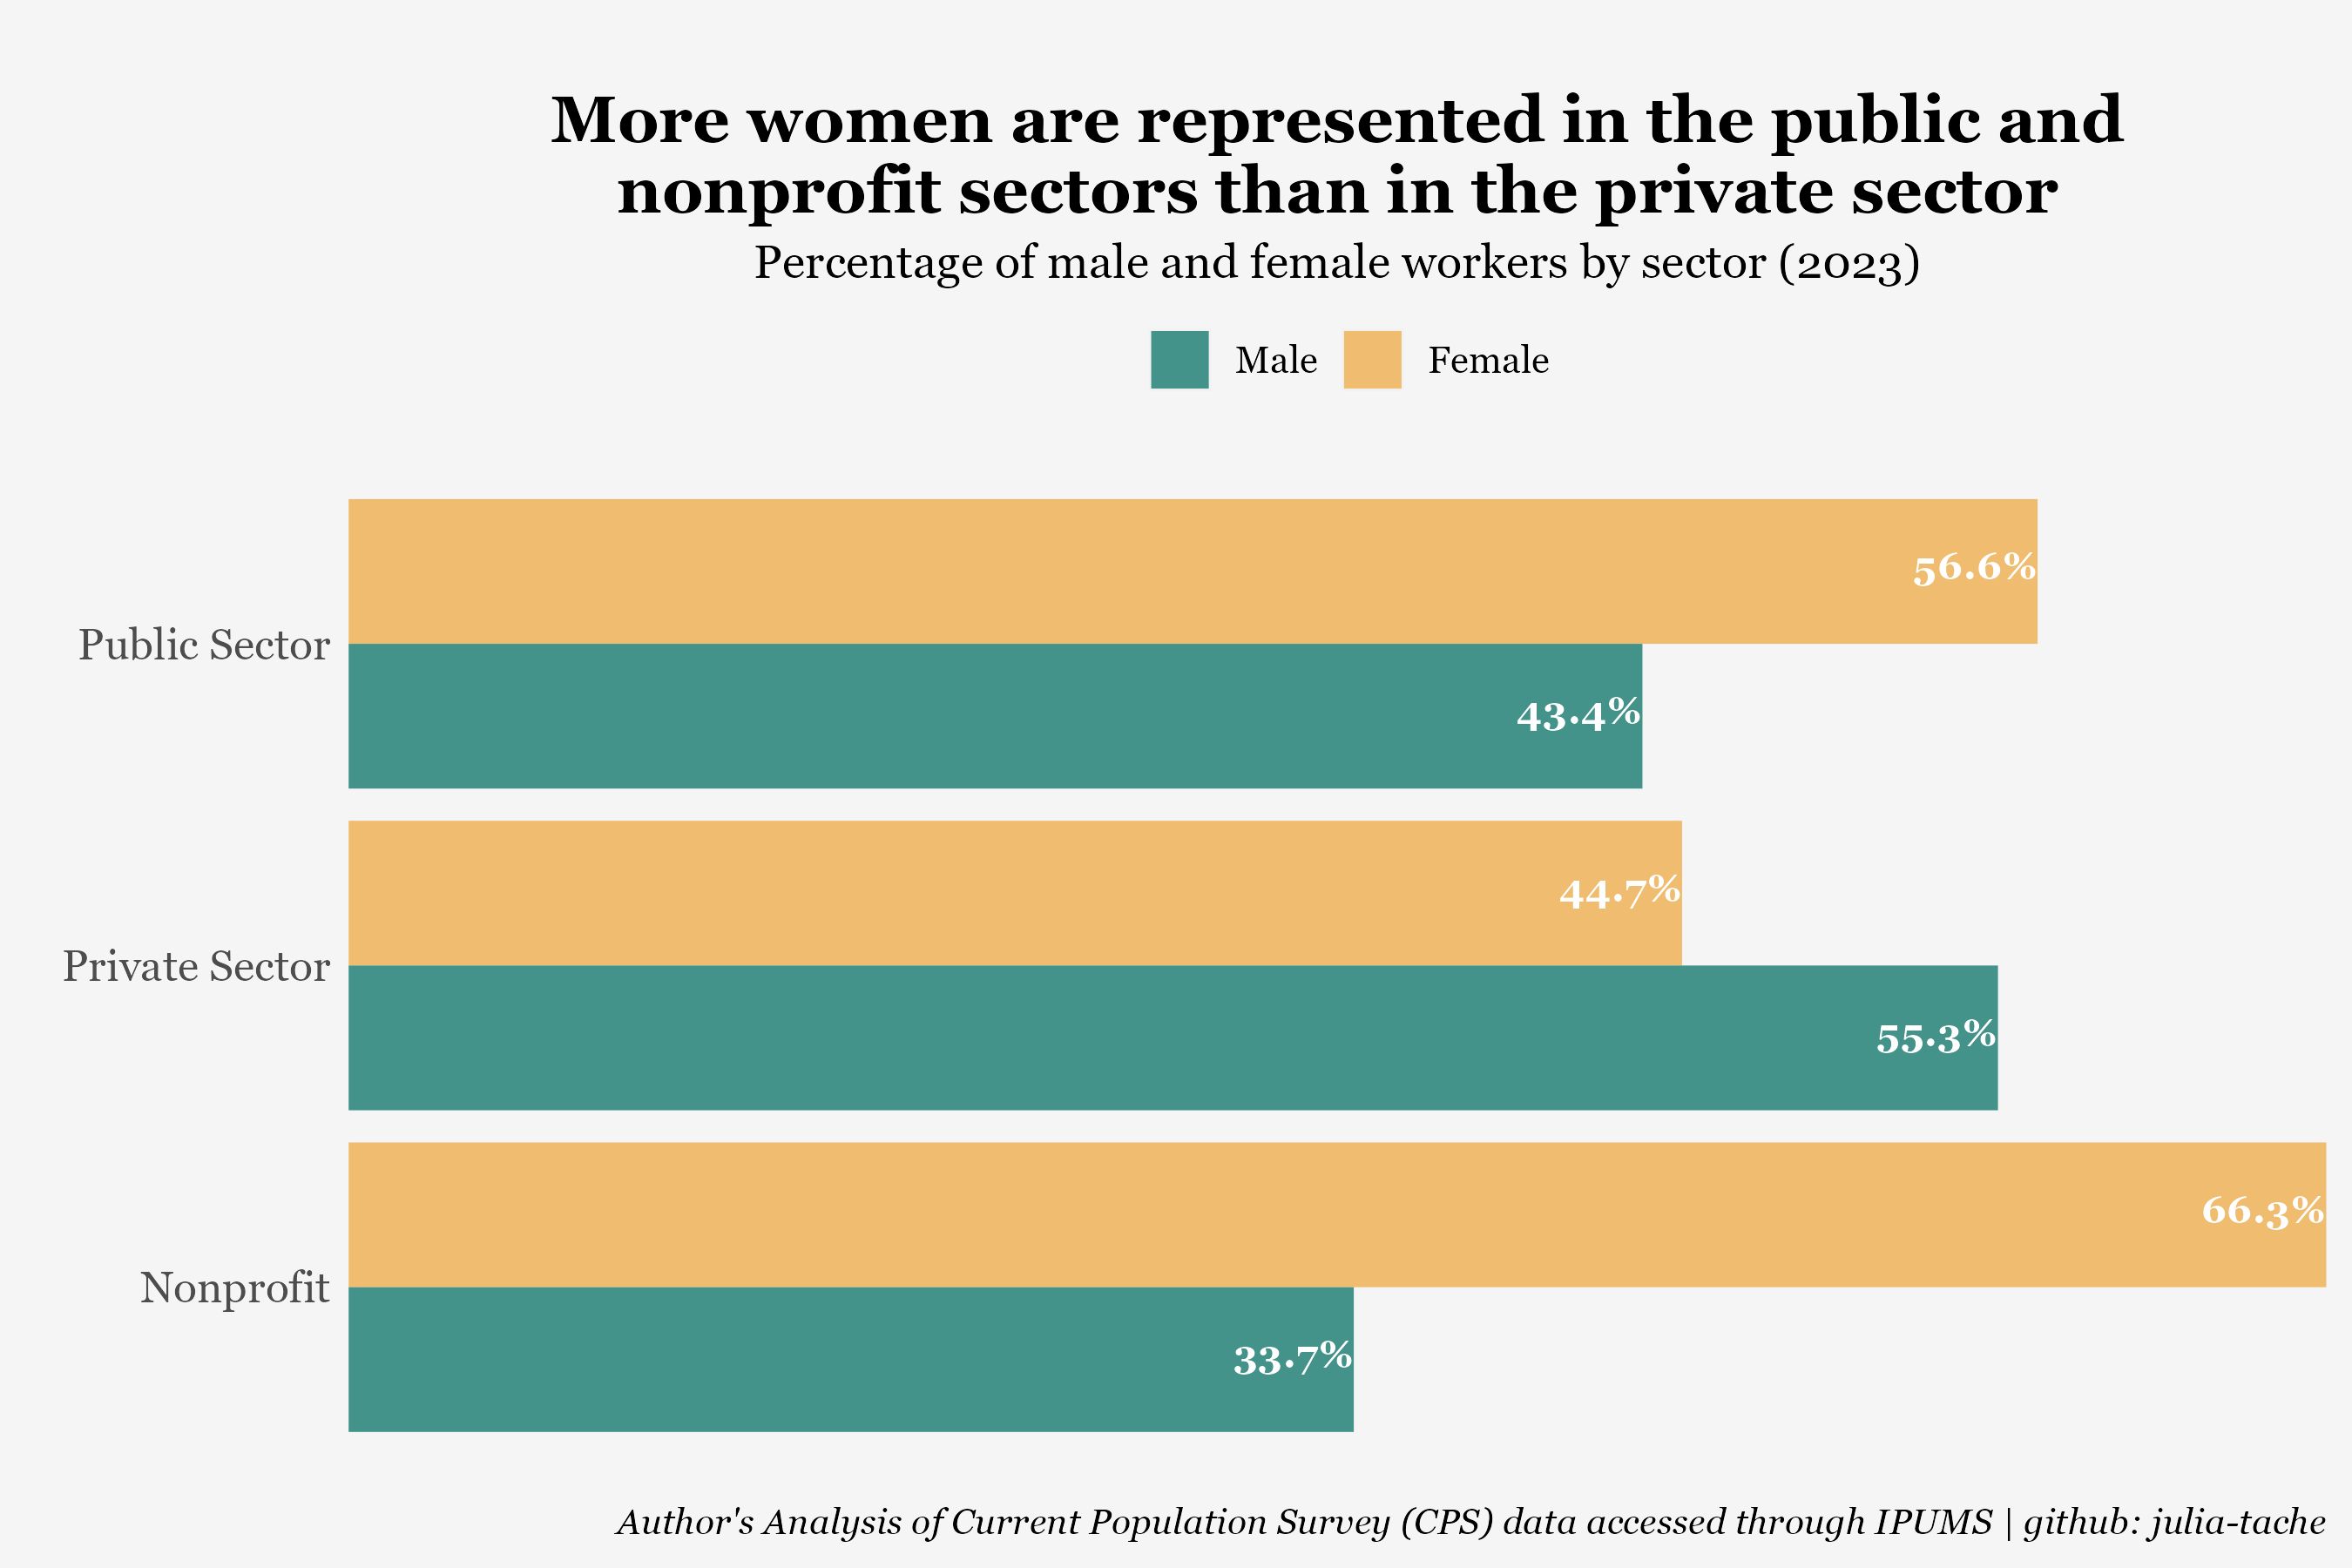 More women are represented in the public and
nonprofit sectors than in the private sector
Percentage of male and female workers by sector (2023)
Male Female
56.6%
Public Sector
43.4%
44.7%
Private Sector
55.3%
66.3%
Nonprofit
33.7%
Author's Analysis of Current Population Survey (CPS) data accessed through IPUMS | github: julia-tache